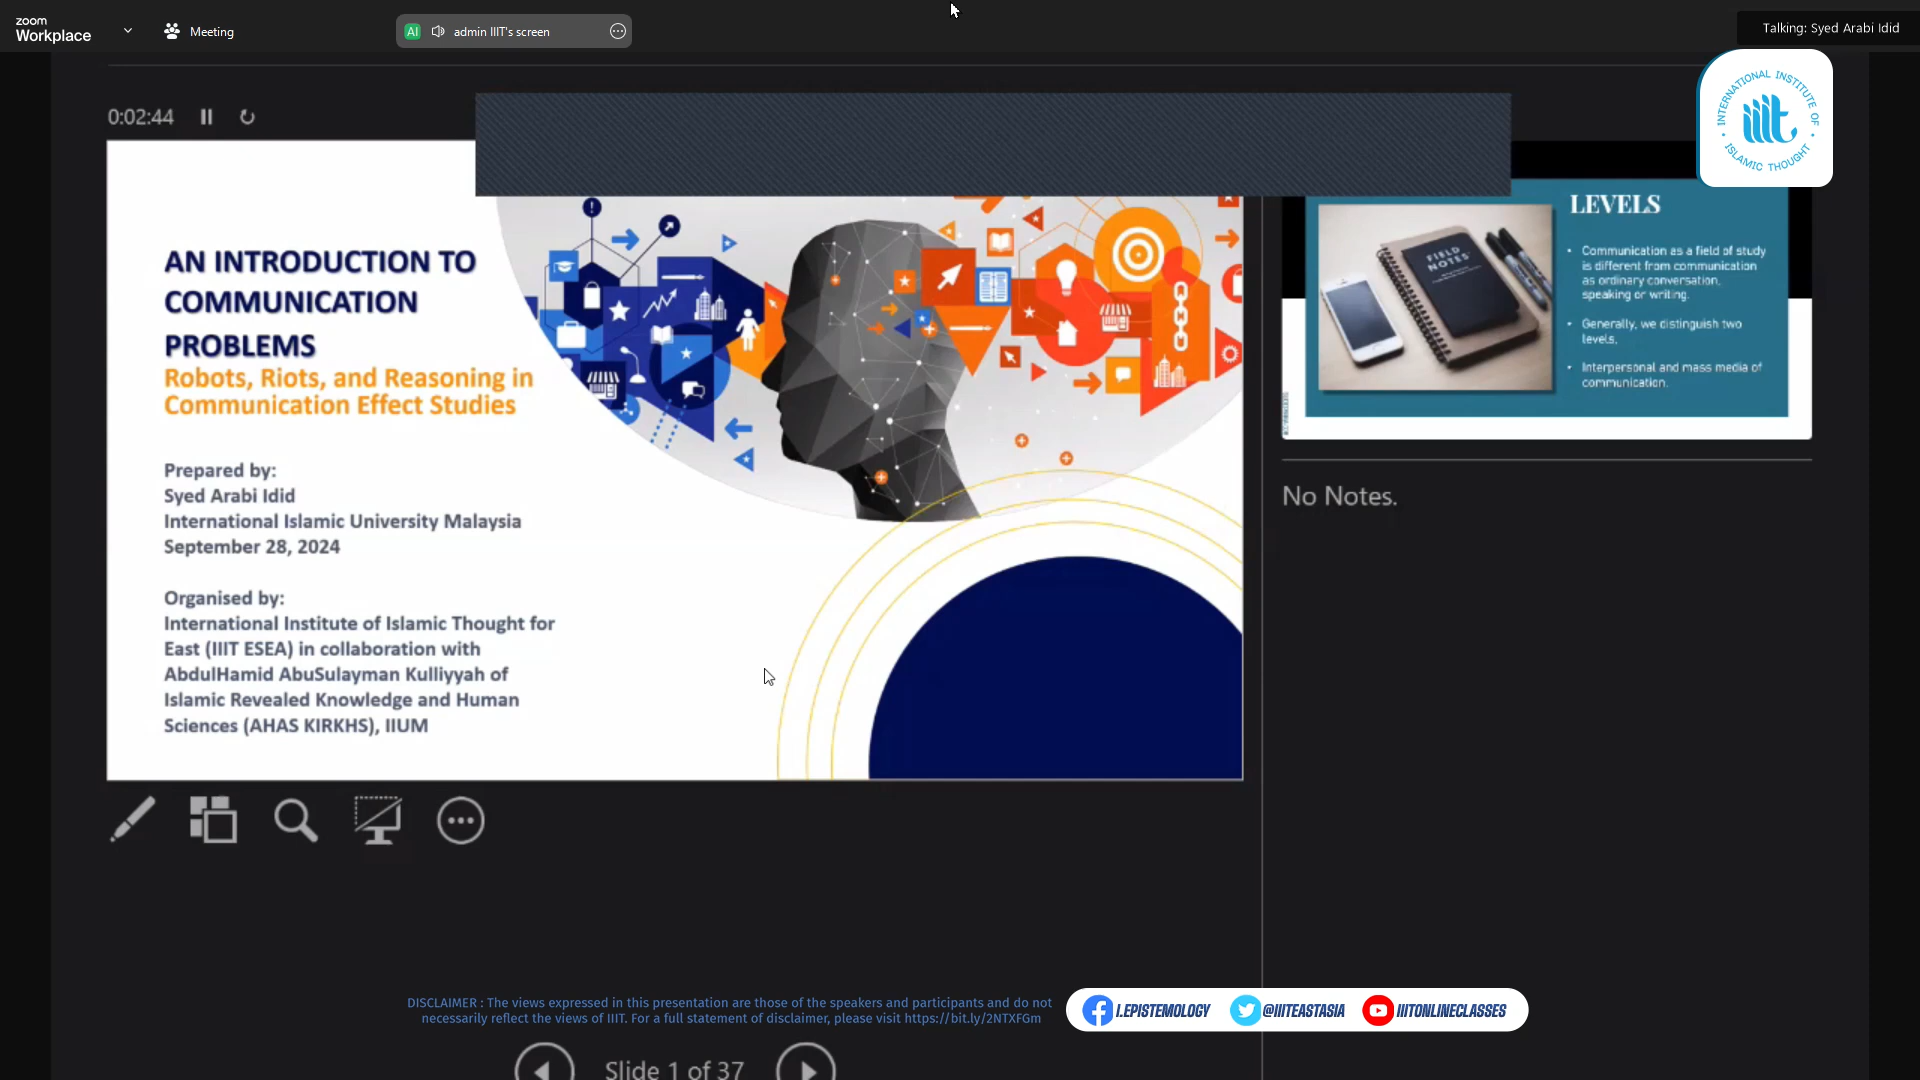 zoom
Workplace
Meeting
AI
admin IIIT's screen
Talking: Syed Arabi Idid
0:02:44
INTERNATIONAL INSTITUTE OF
iiit
ISLAMIC THOUGHT
AN INTRODUCTION TO
COMMUNICATION
PROBLEMS
Robots, Riots, and Reasoning in
Communication Effect Studies
Prepared by:
Syed Arabi Idid
International Islamic University Malaysia
September 28, 2024
Organised by:
International Institute of Islamic Thought for
East (IIIT ESEA) in collaboration with
AbdulHamid AbuSulayman Kulliyyah of
Islamic Revealed Knowledge and Human
Sciences (AHAS KIRKHS), IIUM
LEVELS
FIELD
NOTES
• Communication as a field of study
is different from communication
as ordinary conversation,
speaking or writing.
• Generally, we distinguish two
levels.
• Interpersonal and mass media of
communication.
No Notes.
DISCLAIMER : The views expressed in this presentation are those of the speakers and participants and do not
necessarily reflect the views of IIIT. For a full statement of disclaimer, please visit https://bit.ly/2NTXFGm
I.EPISTEMOLOGY
@IIITEASTASIA
IIITONLINECLASSES
Slide 1 of 37